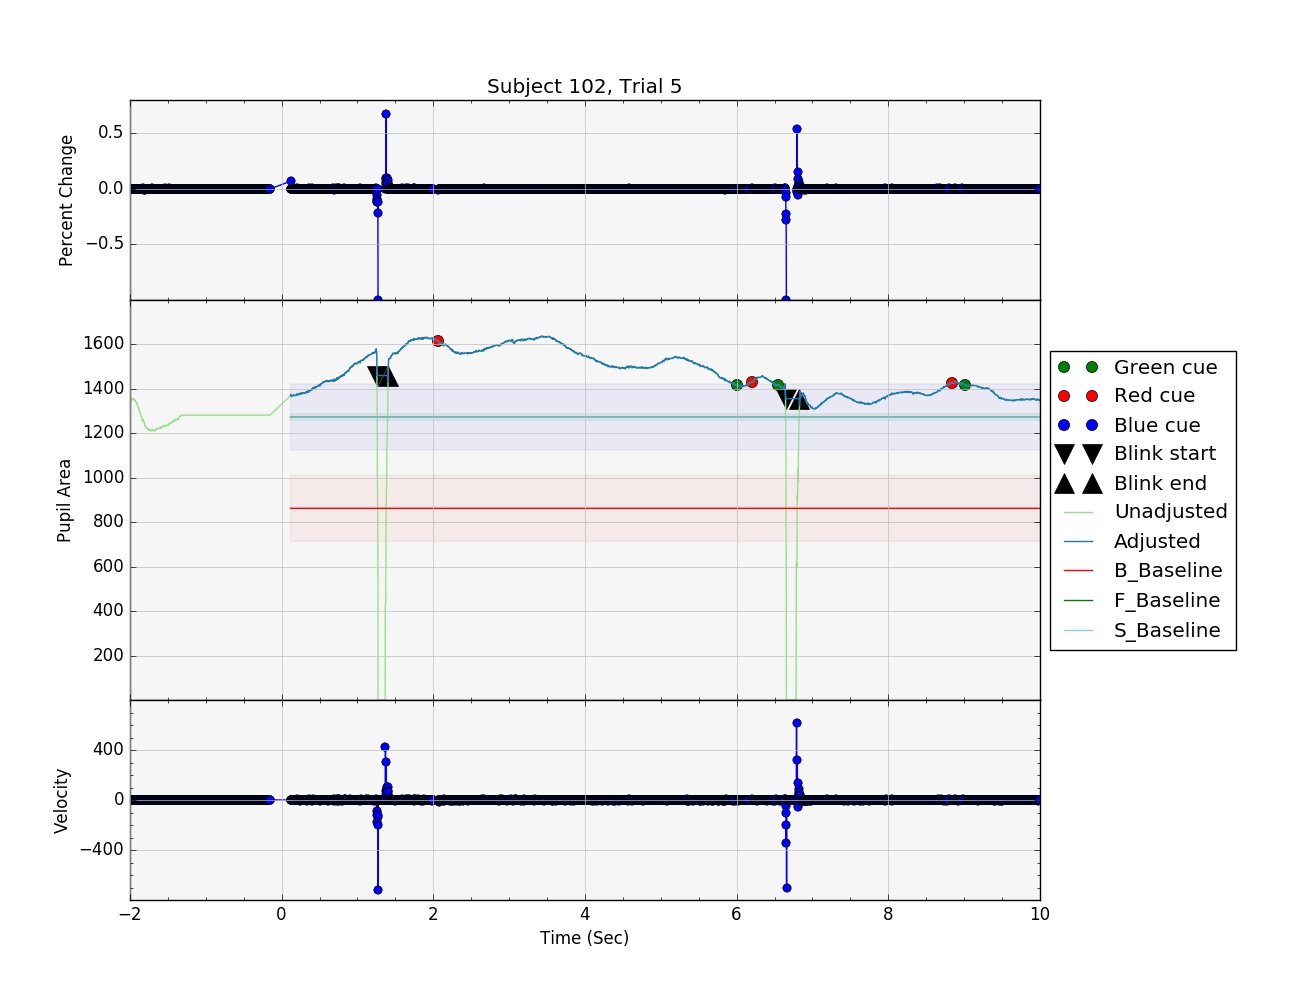 Subject 102, Trial 5
0.5
0.0
−0.5
Percent Change
1600
1400
1200
1000
800
600
400
200
Pupil Area
Green cue
Red cue
Blue cue
Blink start
Blink end
Unadjusted
Adjusted
B_Baseline
F_Baseline
S_Baseline
400
0
−400
Velocity
−2 0 2 4 6 8 10
Time (Sec)